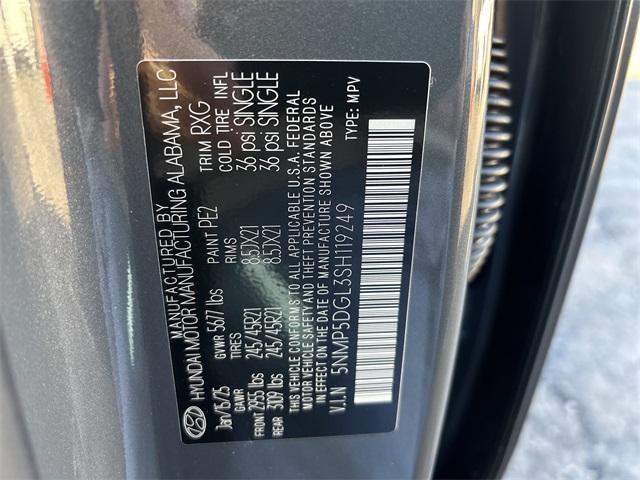 MANUFACTURED BY
HYUNDAI MOTOR MANUFACTURING ALABAMA, LLC
Jan/15/25 GVWR 5677 lbs PAINT PE2 TRIM RXG
GAWR TIRES RIMS COLD TIRE INFL
FRONT 2955 lbs 245/45R21 8.5JX21 36 psi SINGLE
REAR 3109 lbs 245/45R21 8.5JX21 36 psi SINGLE
THIS VEHICLE CONFORMS TO ALL APPLICABLE U.S.A. FEDERAL
MOTOR VEHICLE SAFETY AND THEFT PREVENTION STANDARDS
IN EFFECT ON THE DATE OF MANUFACTURE SHOWN ABOVE
V.I.N 5NMP5DGL3SH119249 TYPE: MPV